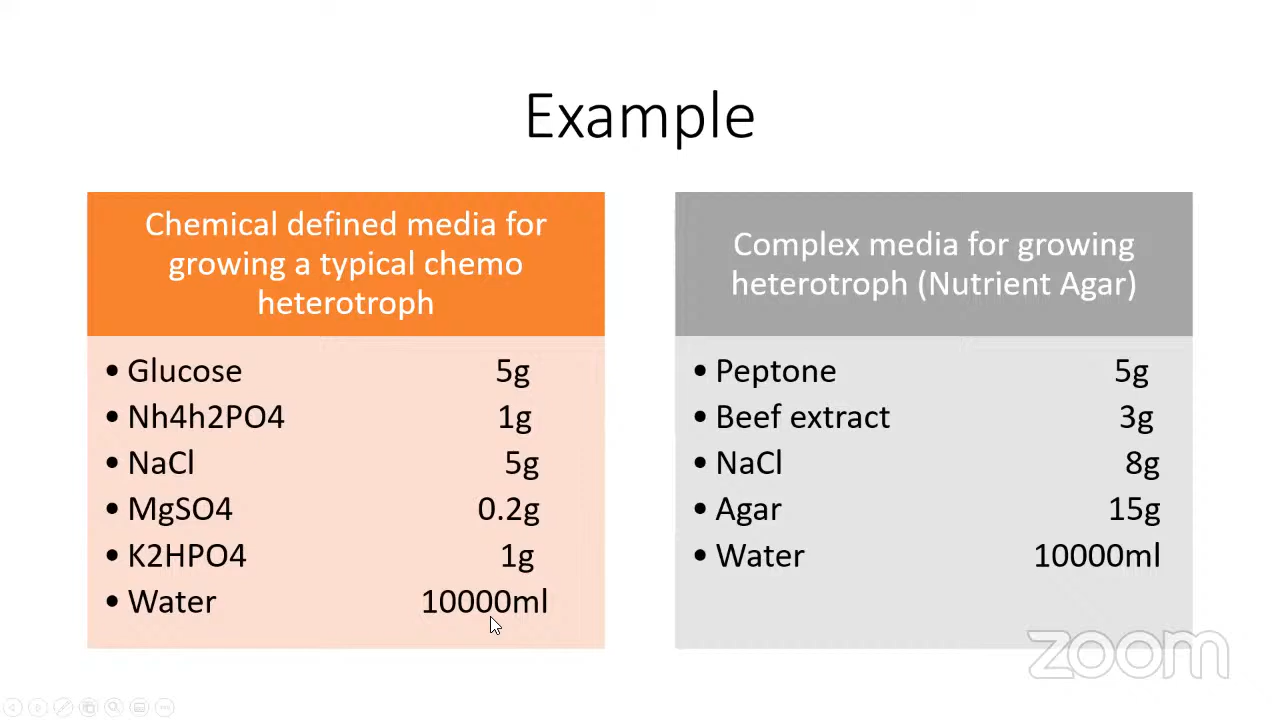 Example
Chemical defined media for
growing a typical chemo
heterotroph
• Glucose 5g
• Nh4h2PO4 1g
• NaCl 5g
• MgSO4 0.2g
• K2HPO4 1g
• Water 10000ml
Complex media for growing
heterotroph (Nutrient Agar)
• Peptone 5g
• Beef extract 3g
• NaCl 8g
• Agar 15g
• Water 10000ml
zoom